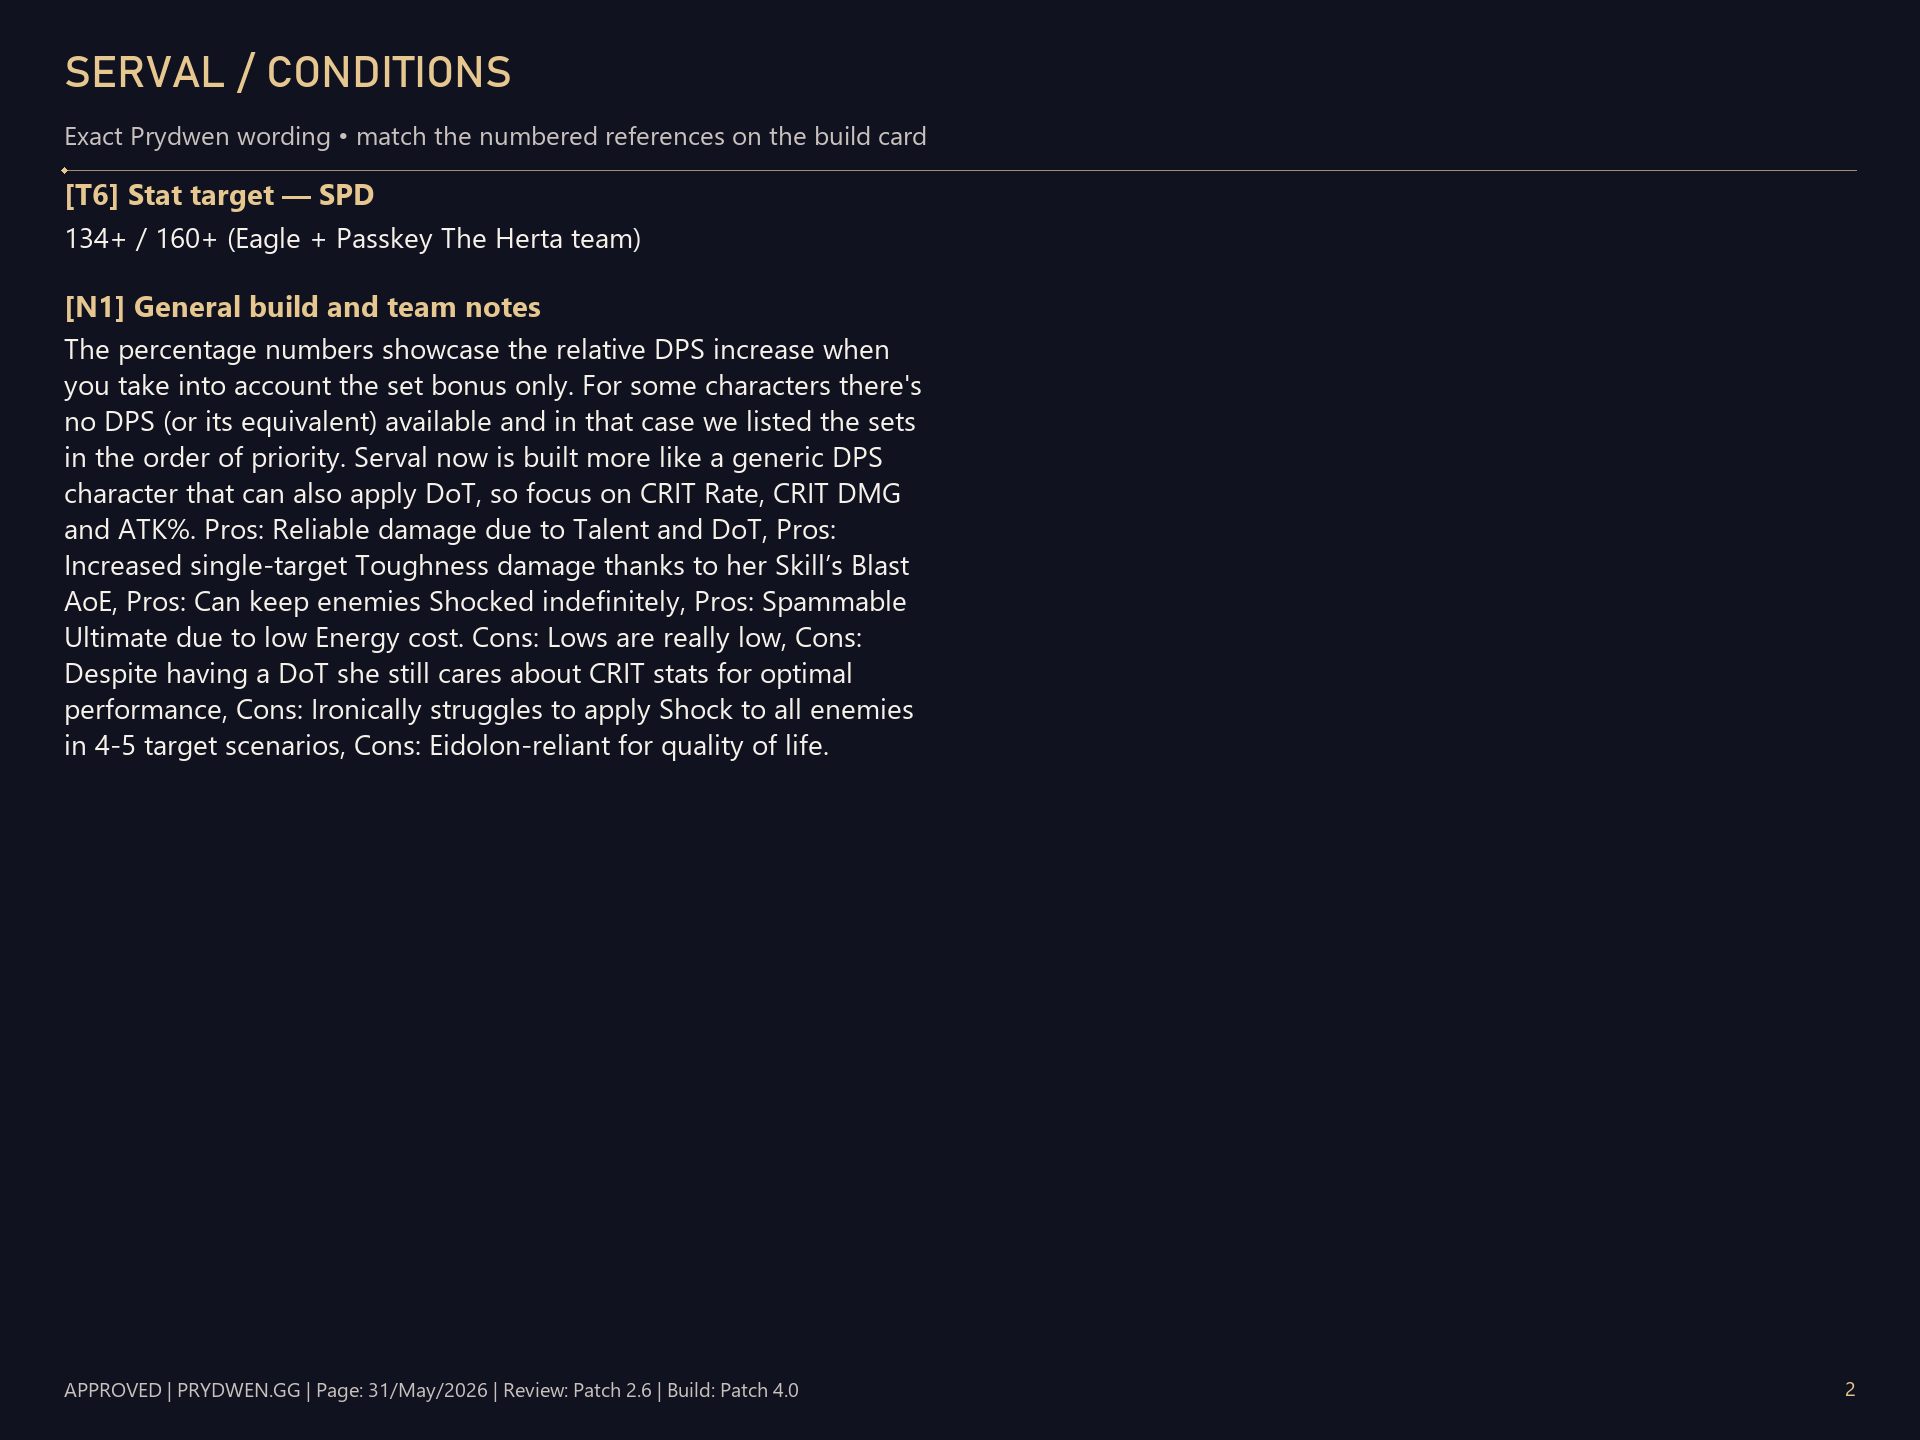 SERVAL / CONDITIONS
Exact Prydwen wording • match the numbered references on the build card
[T6] Stat target — SPD
134+ / 160+ (Eagle + Passkey The Herta team)
[N1] General build and team notes
The percentage numbers showcase the relative DPS increase when
you take into account the set bonus only. For some characters there's
no DPS (or its equivalent) available and in that case we listed the sets
in the order of priority. Serval now is built more like a generic DPS
character that can also apply DoT, so focus on CRIT Rate, CRIT DMG
and ATK%. Pros: Reliable damage due to Talent and DoT, Pros:
Increased single-target Toughness damage thanks to her Skill’s Blast
AoE, Pros: Can keep enemies Shocked indefinitely, Pros: Spammable
Ultimate due to low Energy cost. Cons: Lows are really low, Cons:
Despite having a DoT she still cares about CRIT stats for optimal
performance, Cons: Ironically struggles to apply Shock to all enemies
in 4-5 target scenarios, Cons: Eidolon-reliant for quality of life.
APPROVED | PRYDWEN.GG | Page: 31/May/2026 | Review: Patch 2.6 | Build: Patch 4.0
2